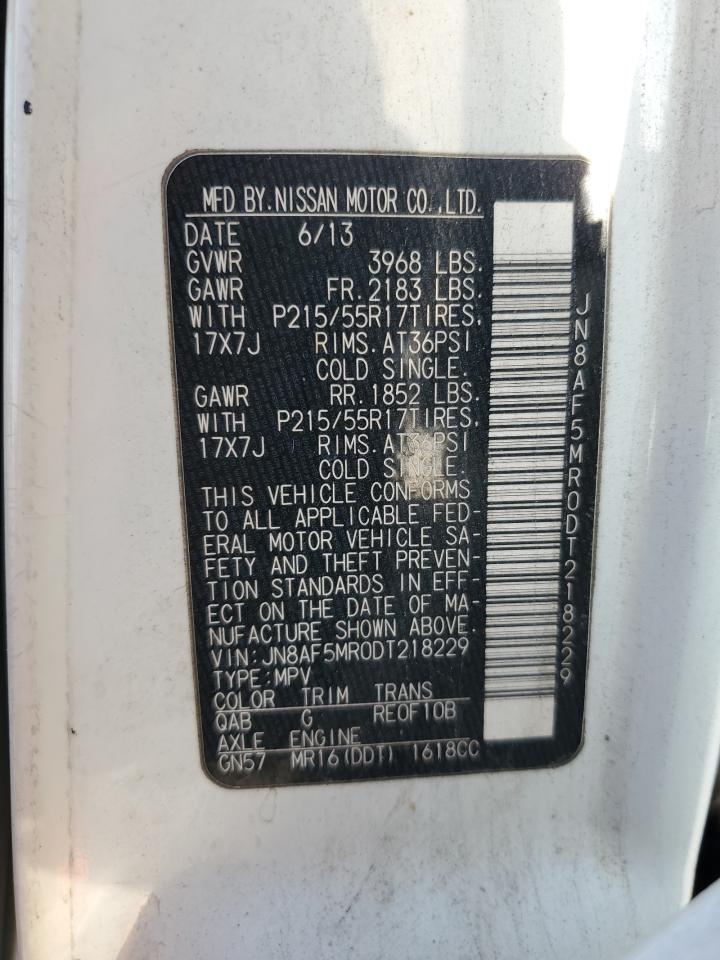 MFD BY.NISSAN MOTOR CO.,LTD.
DATE 6/13
GVWR 3968 LBS.
GAWR FR.2183 LBS.
WITH P215/55R17TIRES,
17X7J RIMS.AT36PSI
COLD SINGLE.
GAWR RR.1852 LBS.
WITH P215/55R17TIRES,
17X7J RIMS.AT36PSI
COLD SINGLE.
THIS VEHICLE CONFORMS
TO ALL APPLICABLE FED-
ERAL MOTOR VEHICLE SA-
FETY AND THEFT PREVEN-
TION STANDARDS IN EFF-
ECT ON THE DATE OF MA-
NUFACTURE SHOWN ABOVE.
VIN:JN8AF5MR0DT218229
TYPE:MPV
COLOR TRIM TRANS
QAB G RE0F10B
AXLE ENGINE
GN57 MR16(DDT) 1618CC
JN8AF5MR0DT218229